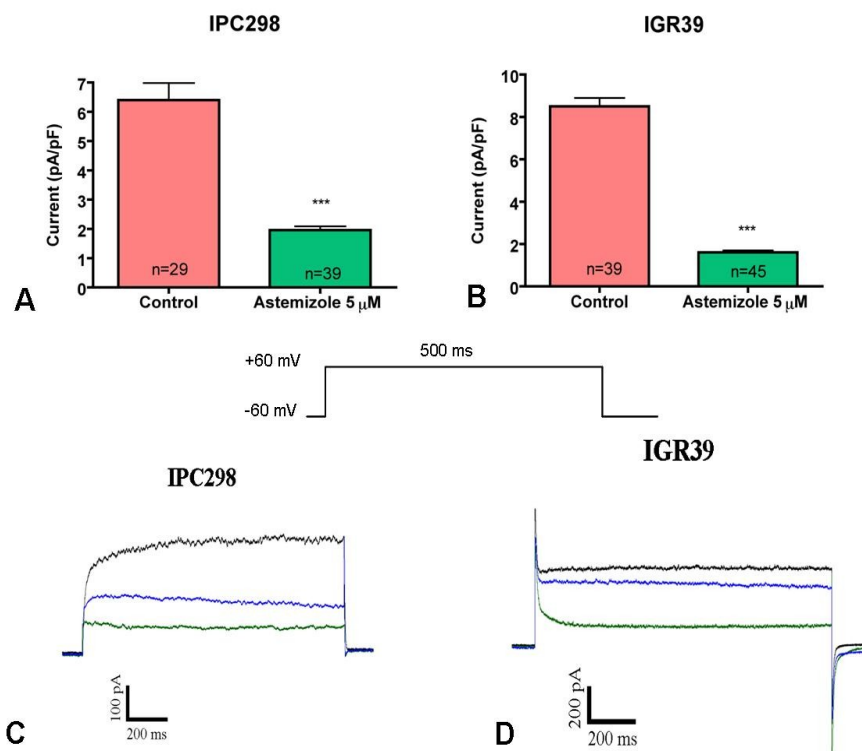 IPC298
7
6
5
4
3
2
1
0
Current (pA/pF)
***
n=29
n=39
Control
Astemizole 5 µM
A
IGR39
10
8
6
4
2
0
Current (pA/pF)
***
n=39
n=45
Control
Astemizole 5 µM
B
+60 mV
500 ms
-60 mV
IPC298
100 pA
200 ms
C
IGR39
200 pA
200 ms
D